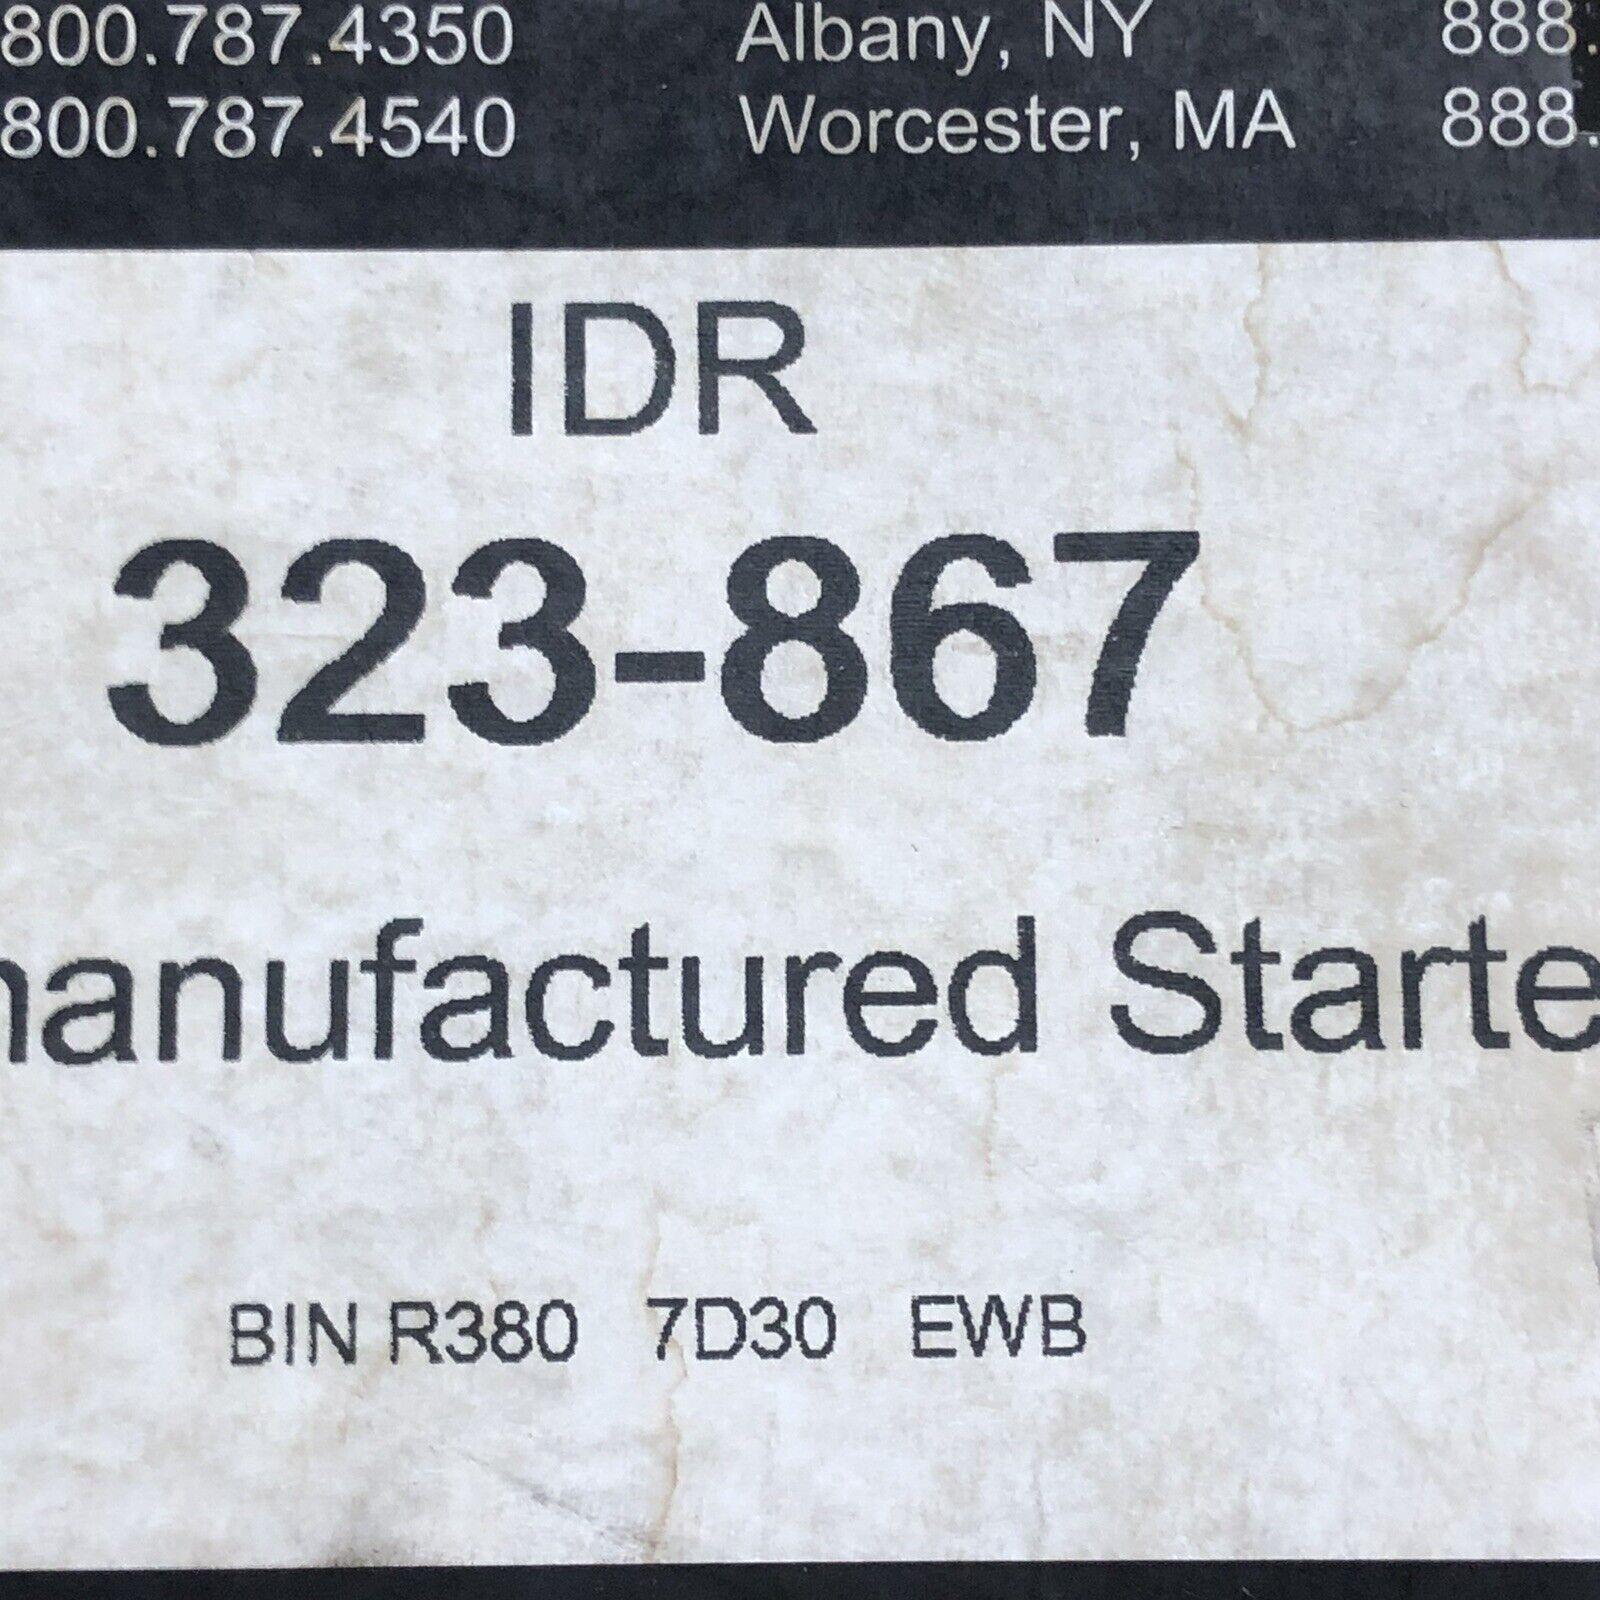 800.787.4350 Albany, NY 888.
800.787.4540 Worcester, MA 888.
IDR
323-867
manufactured Starte
BIN R380 7D30 EWB